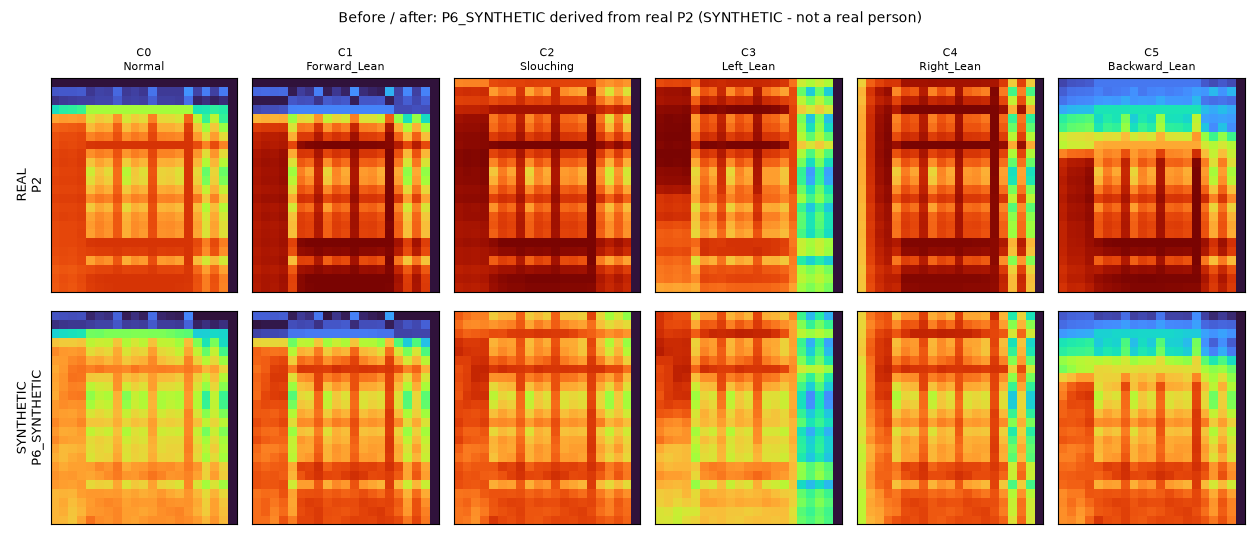 Before / after: P6_SYNTHETIC derived from real P2 (SYNTHETIC - not a real person)
C0
Normal
C1
Forward_Lean
C2
Slouching
C3
Left_Lean
C4
Right_Lean
C5
Backward_Lean
REAL
P2
SYNTHETIC
P6_SYNTHETIC